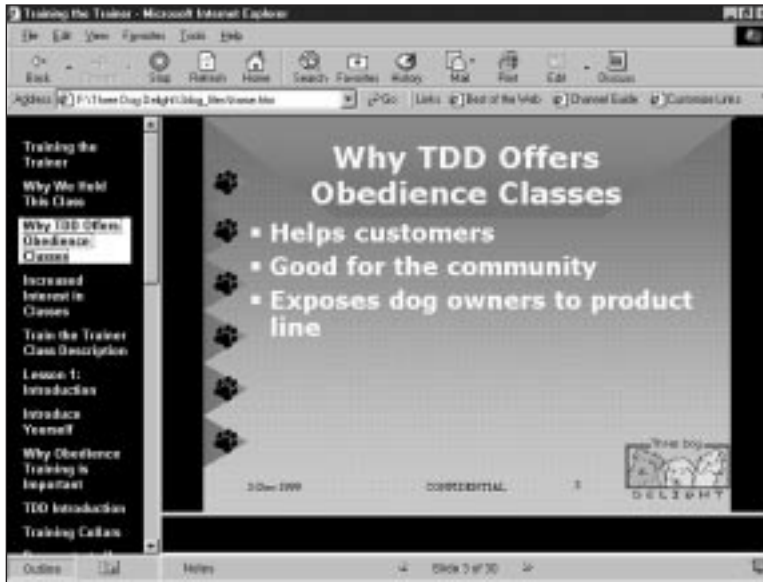 Training the Trainer - Microsoft Internet Explorer
File Edit View Favorites Tools Help
Back Stop Refresh Home Search Favorites History Mail Print Edit Discuss
Address Go Links Best of the Web Channel Guide Customize Links
Training the
Trainer
Why We Held
This Class
Why TDD Offers
Obedience
Classes
Increased
Interest in
Classes
Train the Trainer
Class Description
Lesson 1:
Introduction
Introduce
Yourself
Why Obedience
Training is
Important
TDD Introduction
Training Collars
Why TDD Offers
Obedience Classes
▪ Helps customers
▪ Good for the community
▪ Exposes dog owners to product
line
3 Dec 1999 CONFIDENTIAL 3
Three Dog
DELIGHT
Outline Notes Slide 3 of 30